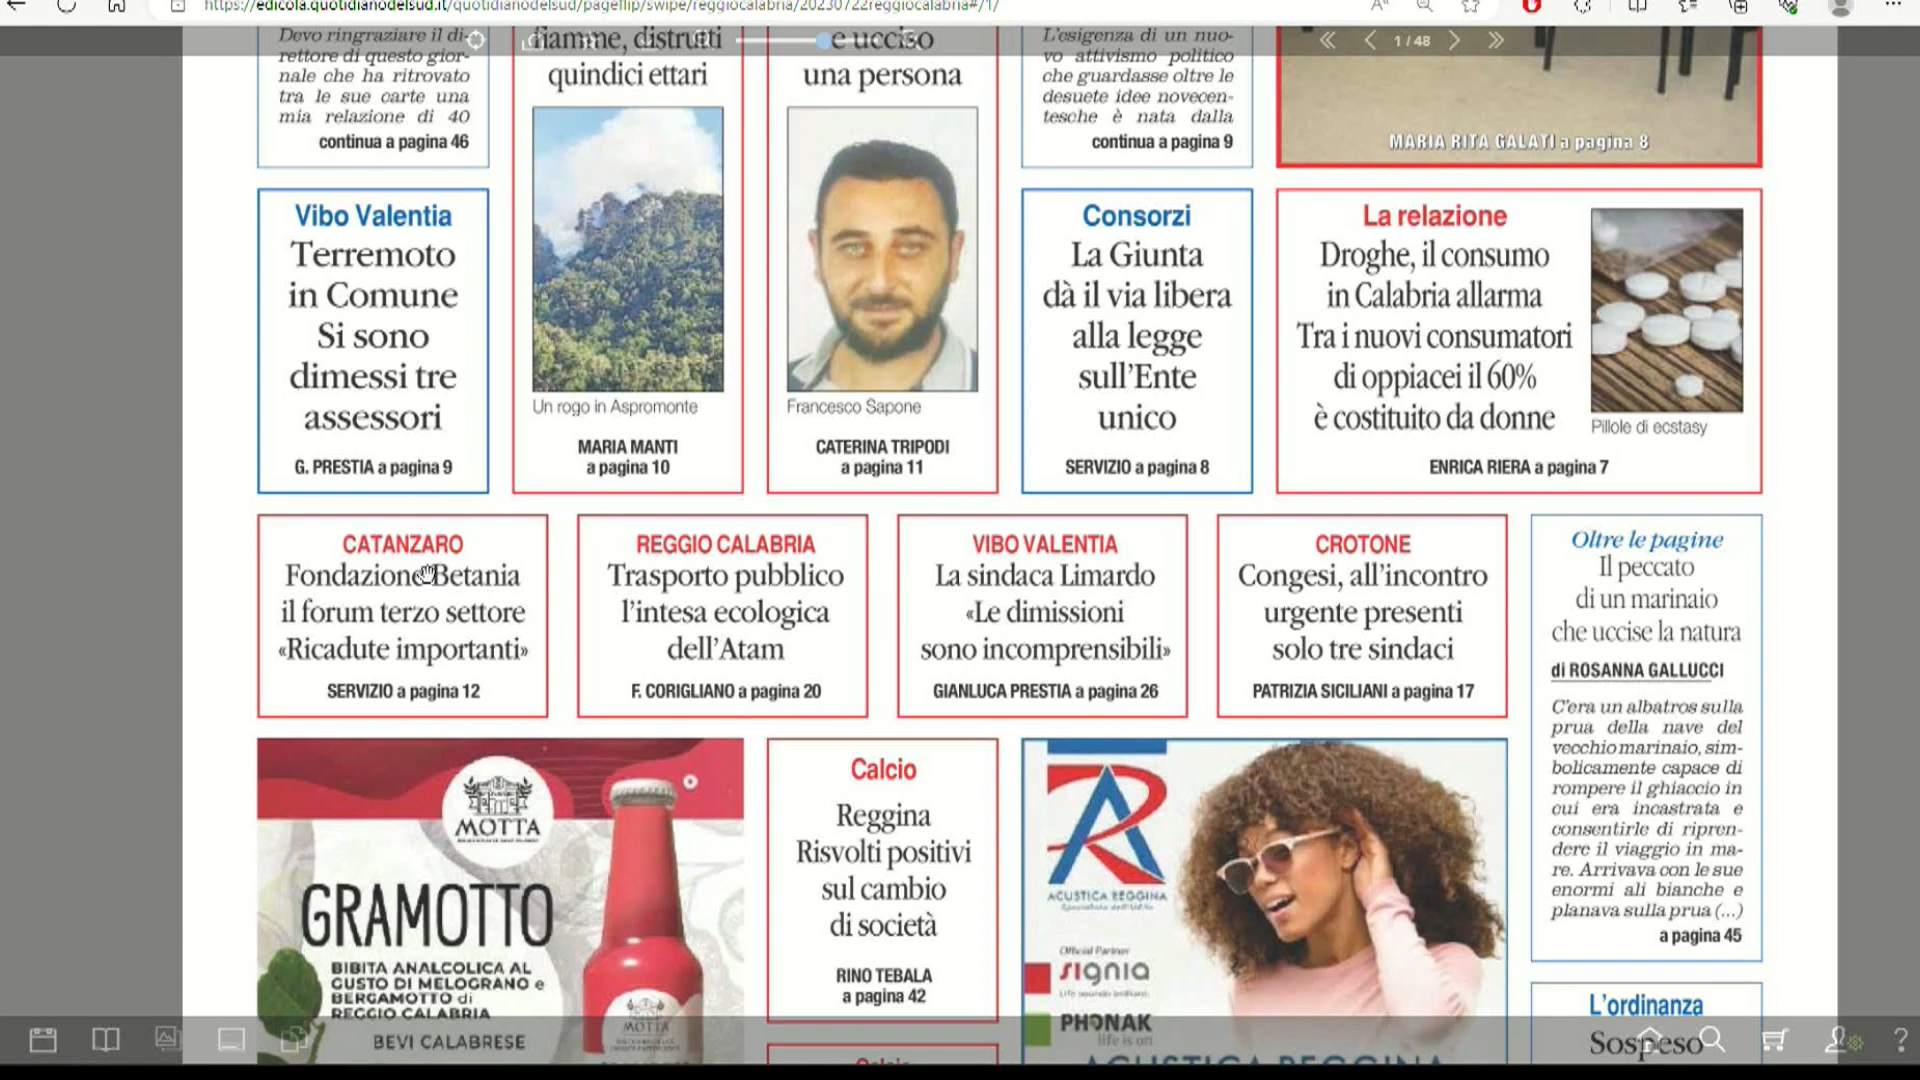 https://edicola.quotidianodelsud.it/quotidianodelsud/pageflip/swipe/reggiocalabria/20230722reggiocalabria#/1/
1 / 48
Devo ringraziare il di-
rettore di questo gior-
nale che ha ritrovato
tra le sue carte una
mia relazione di 40
continua a pagina 46
fiamme, distrutti
quindici ettari
Un rogo in Aspromonte
MARIA MANTI
a pagina 10
e ucciso
una persona
Francesco Sapone
CATERINA TRIPODI
a pagina 11
L'esigenza di un nuo-
vo attivismo politico
che guardasse oltre le
desuete idee novecen-
tesche è nata dalla
continua a pagina 9
MARIA RITA GALATI a pagina 8
Vibo Valentia
Terremoto
in Comune
Si sono
dimessi tre
assessori
G. PRESTIA a pagina 9
Consorzi
La Giunta
dà il via libera
alla legge
sull'Ente
unico
SERVIZIO a pagina 8
La relazione
Droghe, il consumo
in Calabria allarma
Tra i nuovi consumatori
di oppiacei il 60%
è costituito da donne
Pillole di ecstasy
ENRICA RIERA a pagina 7
CATANZARO
Fondazione Betania
il forum terzo settore
«Ricadute importanti»
SERVIZIO a pagina 12
REGGIO CALABRIA
Trasporto pubblico
l'intesa ecologica
dell'Atam
F. CORIGLIANO a pagina 20
VIBO VALENTIA
La sindaca Limardo
«Le dimissioni
sono incomprensibili»
GIANLUCA PRESTIA a pagina 26
CROTONE
Congesi, all'incontro
urgente presenti
solo tre sindaci
PATRIZIA SICILIANI a pagina 17
Oltre le pagine
Il peccato
di un marinaio
che uccise la natura
di ROSANNA GALLUCCI
C'era un albatros sulla
prua della nave del
vecchio marinaio, sim-
bolicamente capace di
rompere il ghiaccio in
cui era incastrata e
consentirle di ripren-
dere il viaggio in ma-
re. Arrivava con le sue
enormi ali bianche e
planava sulla prua (...)
a pagina 45
MOTTA
GRAMOTTO
BIBITA ANALCOLICA AL
GUSTO DI MELOGRANO e
BERGAMOTTO di
REGGIO CALABRIA
BEVI CALABRESE
MOTTA
Calcio
Reggina
Risvolti positivi
sul cambio
di società
RINO TEBALA
a pagina 42
Calcio
ACUSTICA REGGINA
Official Partner
signia
Life sounds brilliant.
PHONAK
life is on
ACUSTICA REGGINA
L'ordinanza
Sospeso